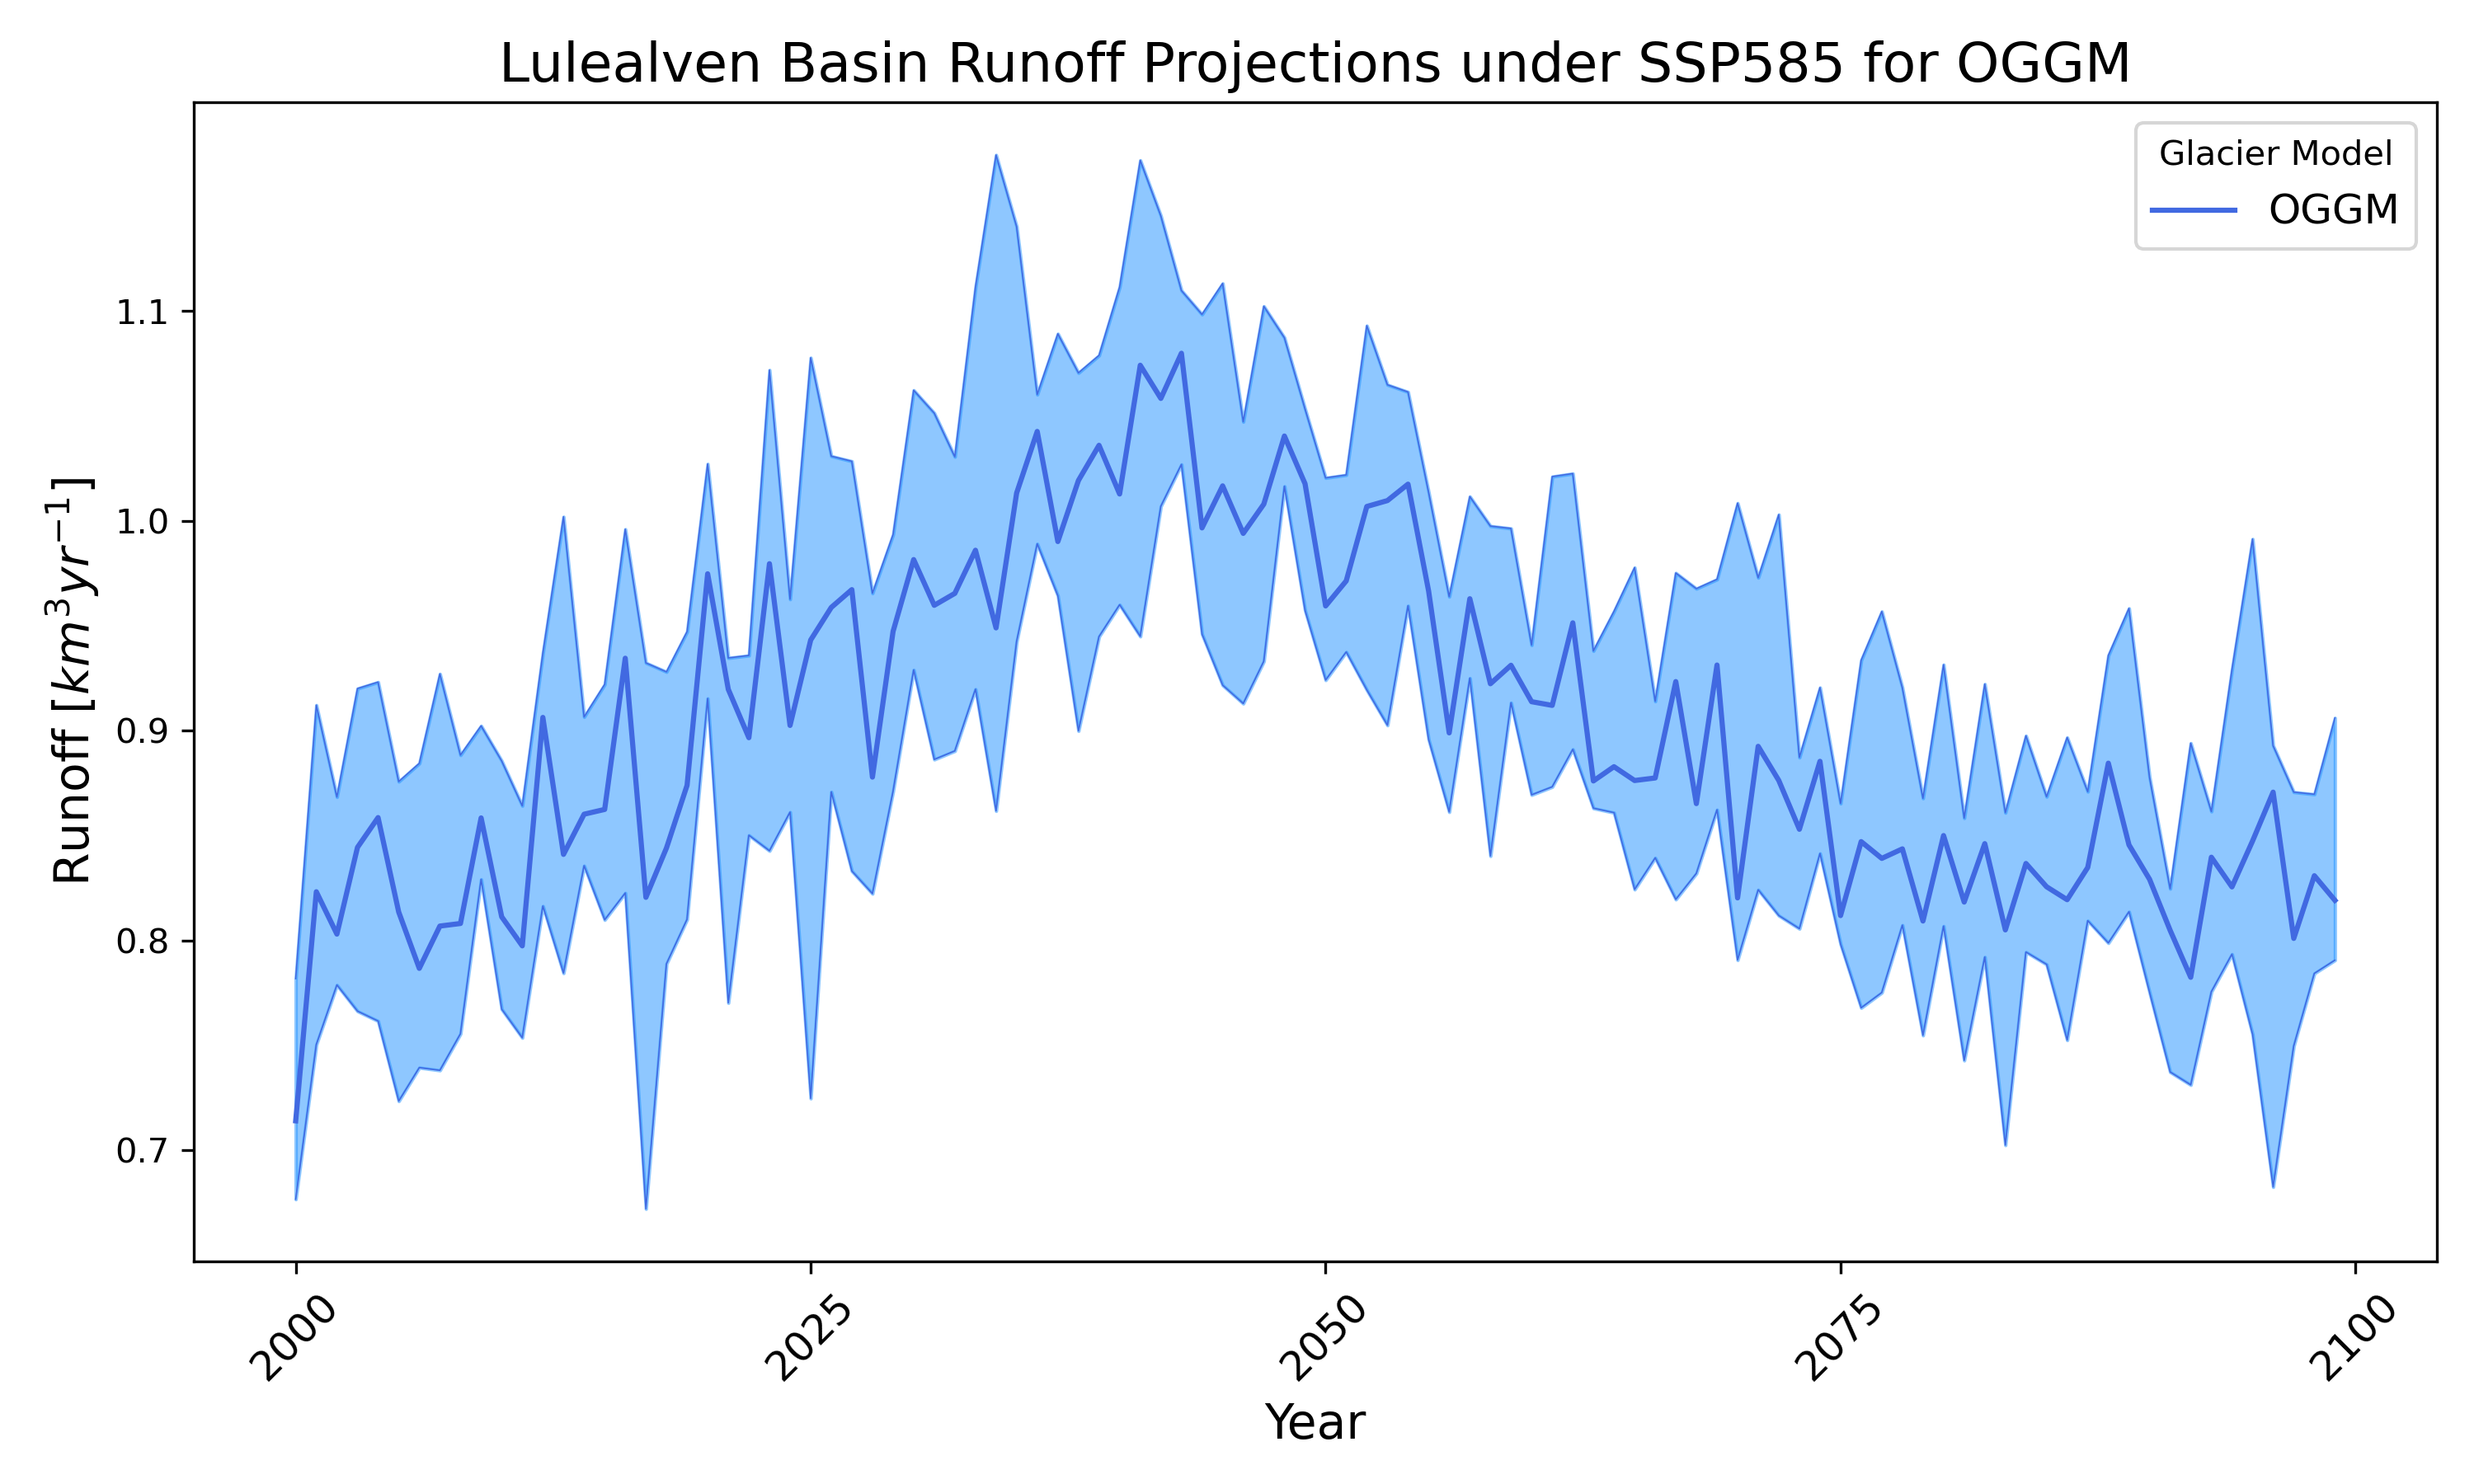 Lulealven Basin Runoff Projections under SSP585 for OGGM
Glacier Model
OGGM
Runoff [km³yr⁻¹]
1.1
1.0
0.9
0.8
0.7
2000
2025
2050
2075
2100
Year